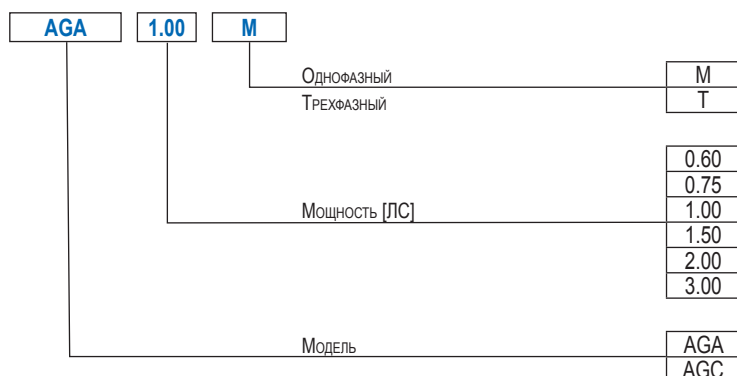 AGA 1.00 M
Однофазный M
Трехфазный T
0.60
0.75
Мощность [ЛС] 1.00
1.50
2.00
3.00
Модель AGA
AGC